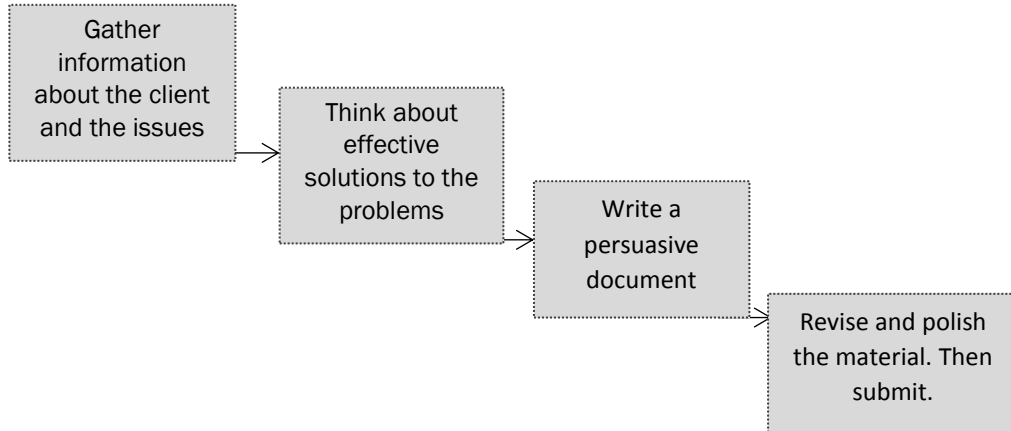 Gather
information
about the client
and the issues
Think about
effective
solutions to the
problems
Write a
persuasive
document
Revise and polish
the material. Then
submit.